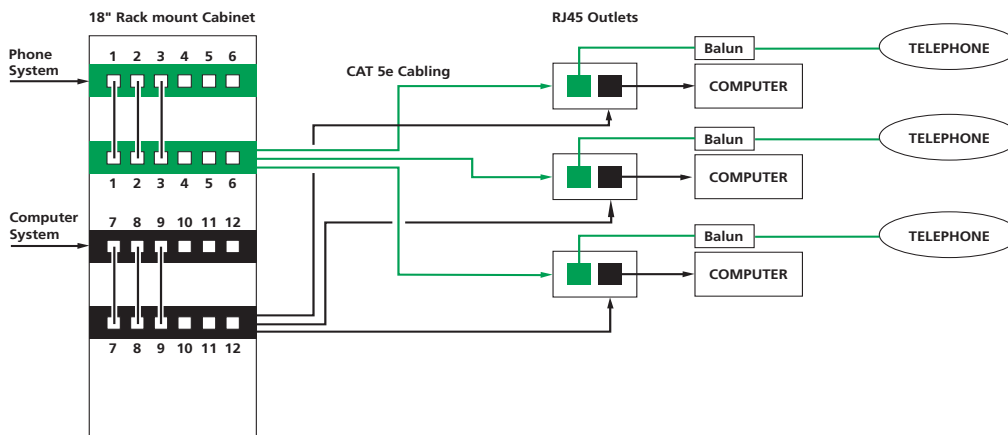 18" Rack mount Cabinet
RJ45 Outlets
Phone
System
1 2 3 4 5 6
CAT 5e Cabling
Balun
TELEPHONE
COMPUTER
1 2 3 4 5 6
Balun
TELEPHONE
COMPUTER
Computer
System
7 8 9 10 11 12
Balun
TELEPHONE
COMPUTER
7 8 9 10 11 12